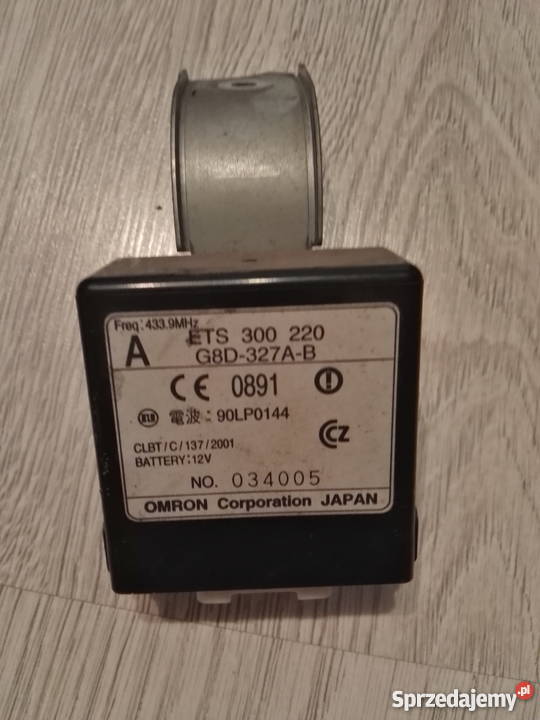 Freq:433.9MHz
A ETS 300 220
G8D-327A-B
CE 0891
電波:90LP0144
CLBT/C/137/2001
CZ
BATTERY:12V
NO. 034005
OMRON Corporation JAPAN
Sprzedajemy.pl